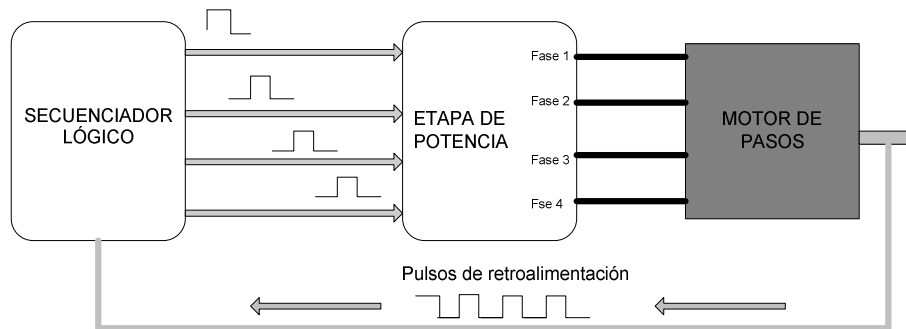 SECUENCIADOR
LÓGICO
ETAPA DE
POTENCIA
Fase 1
Fase 2
Fase 3
Fse 4
MOTOR DE
PASOS
Pulsos de retroalimentación